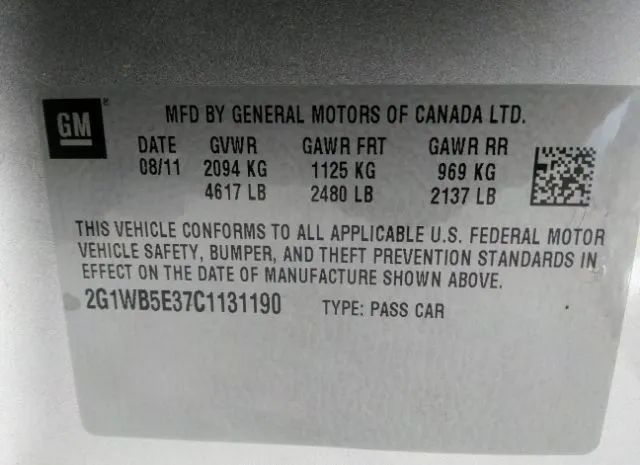 GM ®
MFD BY GENERAL MOTORS OF CANADA LTD.
DATE GVWR GAWR FRT GAWR RR
08/11 2094 KG 1125 KG 969 KG
4617 LB 2480 LB 2137 LB
THIS VEHICLE CONFORMS TO ALL APPLICABLE U.S. FEDERAL MOTOR
VEHICLE SAFETY, BUMPER, AND THEFT PREVENTION STANDARDS IN
EFFECT ON THE DATE OF MANUFACTURE SHOWN ABOVE.
2G1WB5E37C1131190 TYPE: PASS CAR